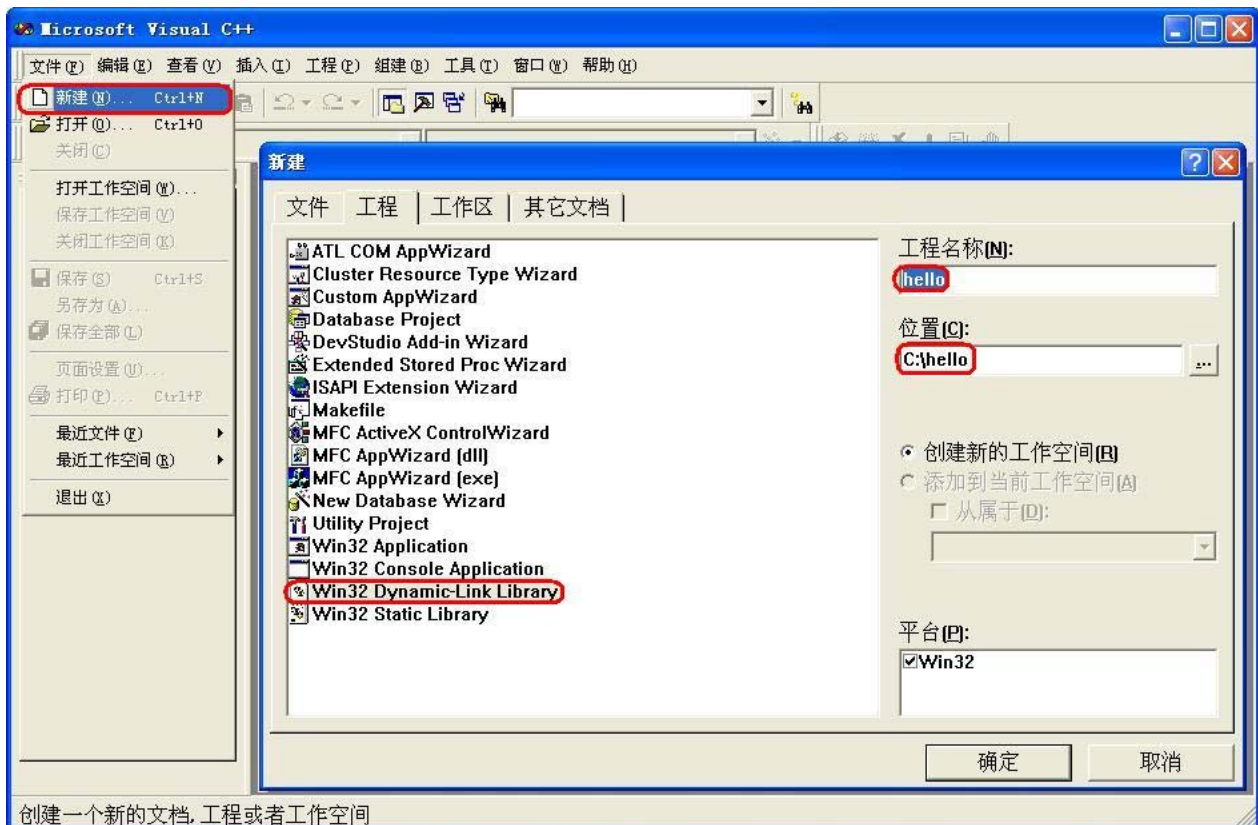 Microsoft Visual C++
文件(F) 编辑(E) 查看(V) 插入(I) 工程(P) 组建(B) 工具(T) 窗口(W) 帮助(H)
新建(N)... Ctrl+N
打开(O)... Ctrl+O
关闭(C)
打开工作空间(W)...
保存工作空间(V)
关闭工作空间(K)
保存(S) Ctrl+S
另存为(A)...
保存全部(L)
页面设置(U)...
打印(P)... Ctrl+P
最近文件(F)
最近工作空间(R)
退出(X)
新建
文件 工程 工作区 其它文档
ATL COM AppWizard
Cluster Resource Type Wizard
Custom AppWizard
Database Project
DevStudio Add-in Wizard
Extended Stored Proc Wizard
ISAPI Extension Wizard
Makefile
MFC ActiveX ControlWizard
MFC AppWizard (dll)
MFC AppWizard (exe)
New Database Wizard
Utility Project
Win32 Application
Win32 Console Application
Win32 Dynamic-Link Library
Win32 Static Library
工程名称(N):
hello
位置(C):
C:\hello
...
创建新的工作空间(R)
添加到当前工作空间(A)
从属于(D):
平台(P):
Win32
确定 取消
创建一个新的文档,工程或者工作空间